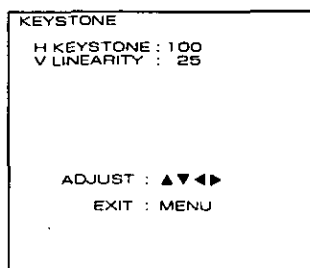 KEYSTONE
H KEYSTONE : 100
V LINEARITY : 25
ADJUST : ▲▼◀▶
EXIT : MENU